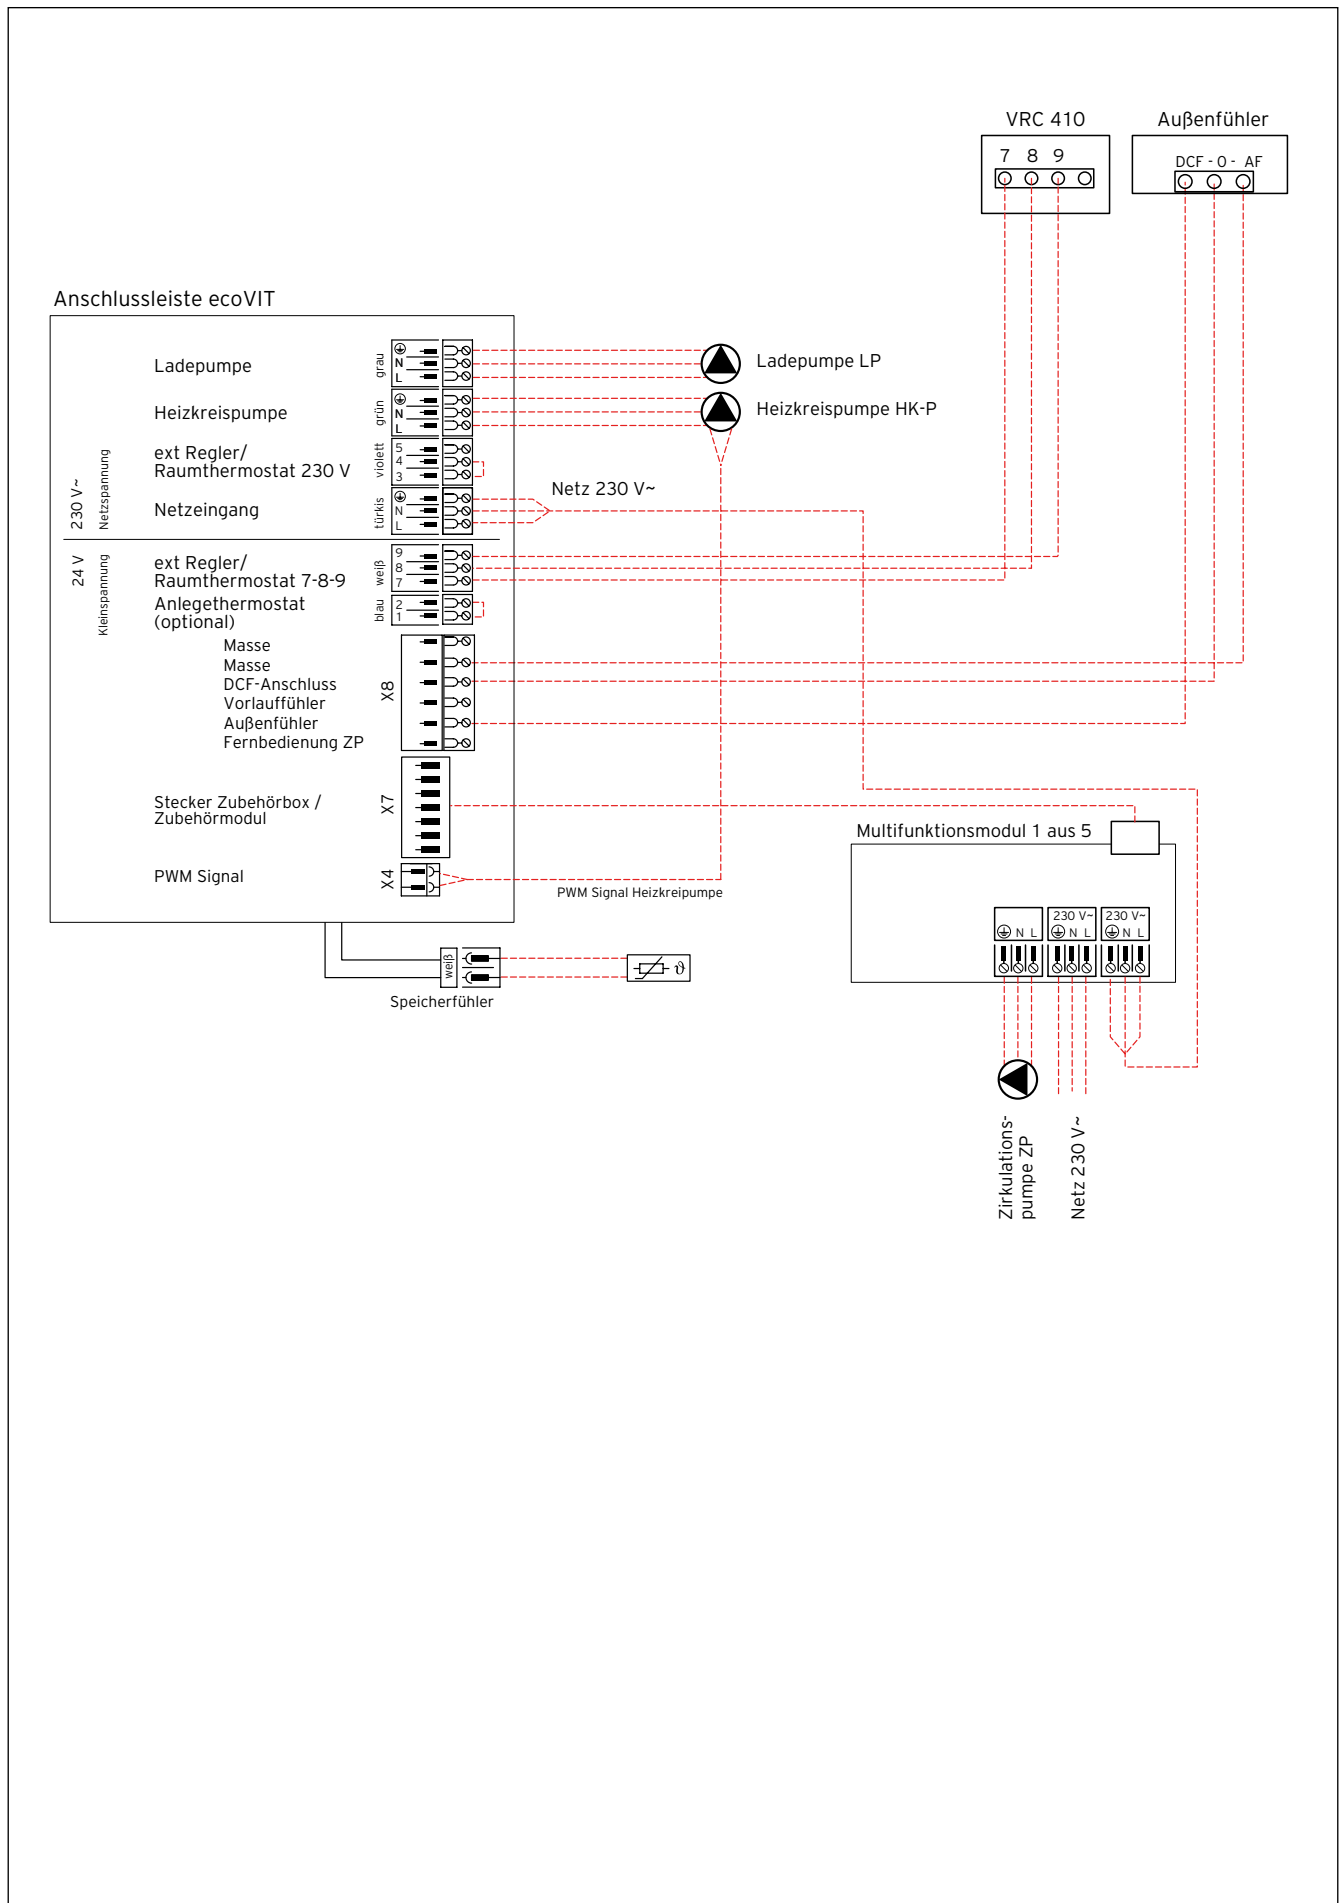 VRC 410
Außenfühler
7 8 9
DCF - O - AF
Anschlussleiste ecoVIT
230 V~
Netzspannung
24 V
Kleinspannung
Ladepumpe
grau
N
L
Ladepumpe LP
Heizkreispumpe
grün
N
L
Heizkreispumpe HK-P
ext Regler/
Raumthermostat 230 V
violett
5
4
3
Netzeingang
türkis
N
L
Netz 230 V~
ext Regler/
Raumthermostat 7-8-9
weiß
9
8
7
Anlegethermostat
(optional)
blau
2
1
Masse
Masse
DCF-Anschluss
Vorlauffühler
Außenfühler
Fernbedienung ZP
X8
Stecker Zubehörbox /
Zubehörmodul
X7
PWM Signal
X4
PWM Signal Heizkreipumpe
weiß
ϑ
Speicherfühler
Multifunktionsmodul 1 aus 5
230 V~
230 V~
N L
N L
N L
Zirkulations-
pumpe ZP
Netz 230 V~